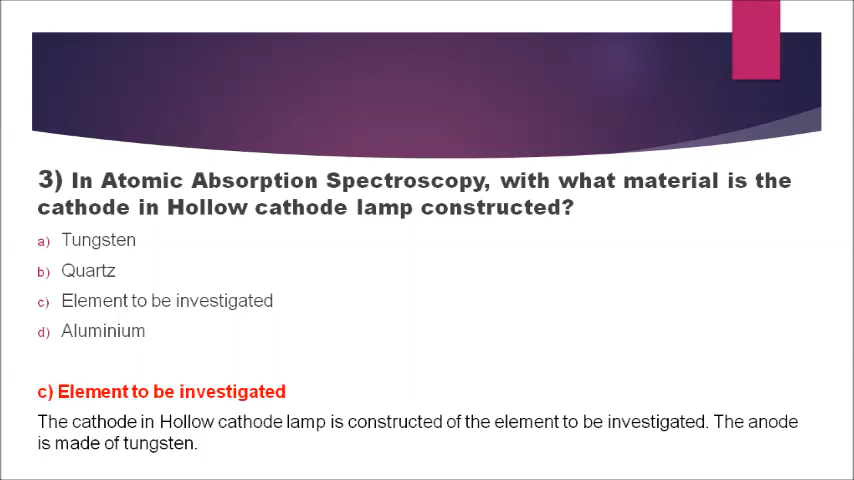 3) In Atomic Absorption Spectroscopy, with what material is the
cathode in Hollow cathode lamp constructed?
a) Tungsten
b) Quartz
c) Element to be investigated
d) Aluminium
c) Element to be investigated
The cathode in Hollow cathode lamp is constructed of the element to be investigated. The anode
is made of tungsten.